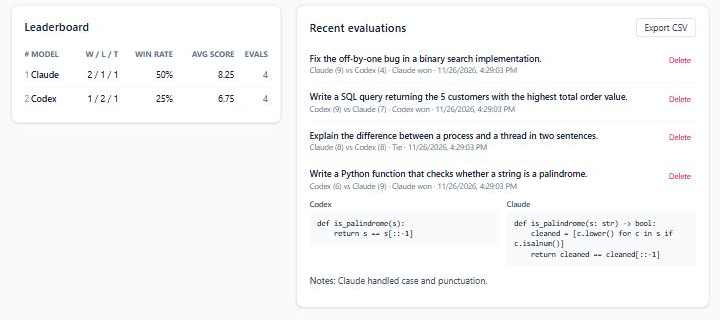 Leaderboard
# MODEL W / L / T WIN RATE AVG SCORE EVALS
1 Claude 2 / 1 / 1 50% 8.25 4
2 Codex 1 / 2 / 1 25% 6.75 4
Recent evaluations
Export CSV
Fix the off-by-one bug in a binary search implementation.
Claude (9) vs Codex (4) · Claude won · 11/26/2026, 4:29:03 PM
Delete
Write a SQL query returning the 5 customers with the highest total order value.
Codex (9) vs Claude (7) · Codex won · 11/26/2026, 4:29:03 PM
Delete
Explain the difference between a process and a thread in two sentences.
Claude (8) vs Codex (8) · Tie · 11/26/2026, 4:29:03 PM
Delete
Write a Python function that checks whether a string is a palindrome.
Codex (6) vs Claude (9) · Claude won · 11/26/2026, 4:29:03 PM
Delete
Codex
def is_palindrome(s):
    return s == s[::-1]
Claude
def is_palindrome(s: str) -> bool:
    cleaned = [c.lower() for c in s if
c.isalnum()]
    return cleaned == cleaned[::-1]
Notes: Claude handled case and punctuation.